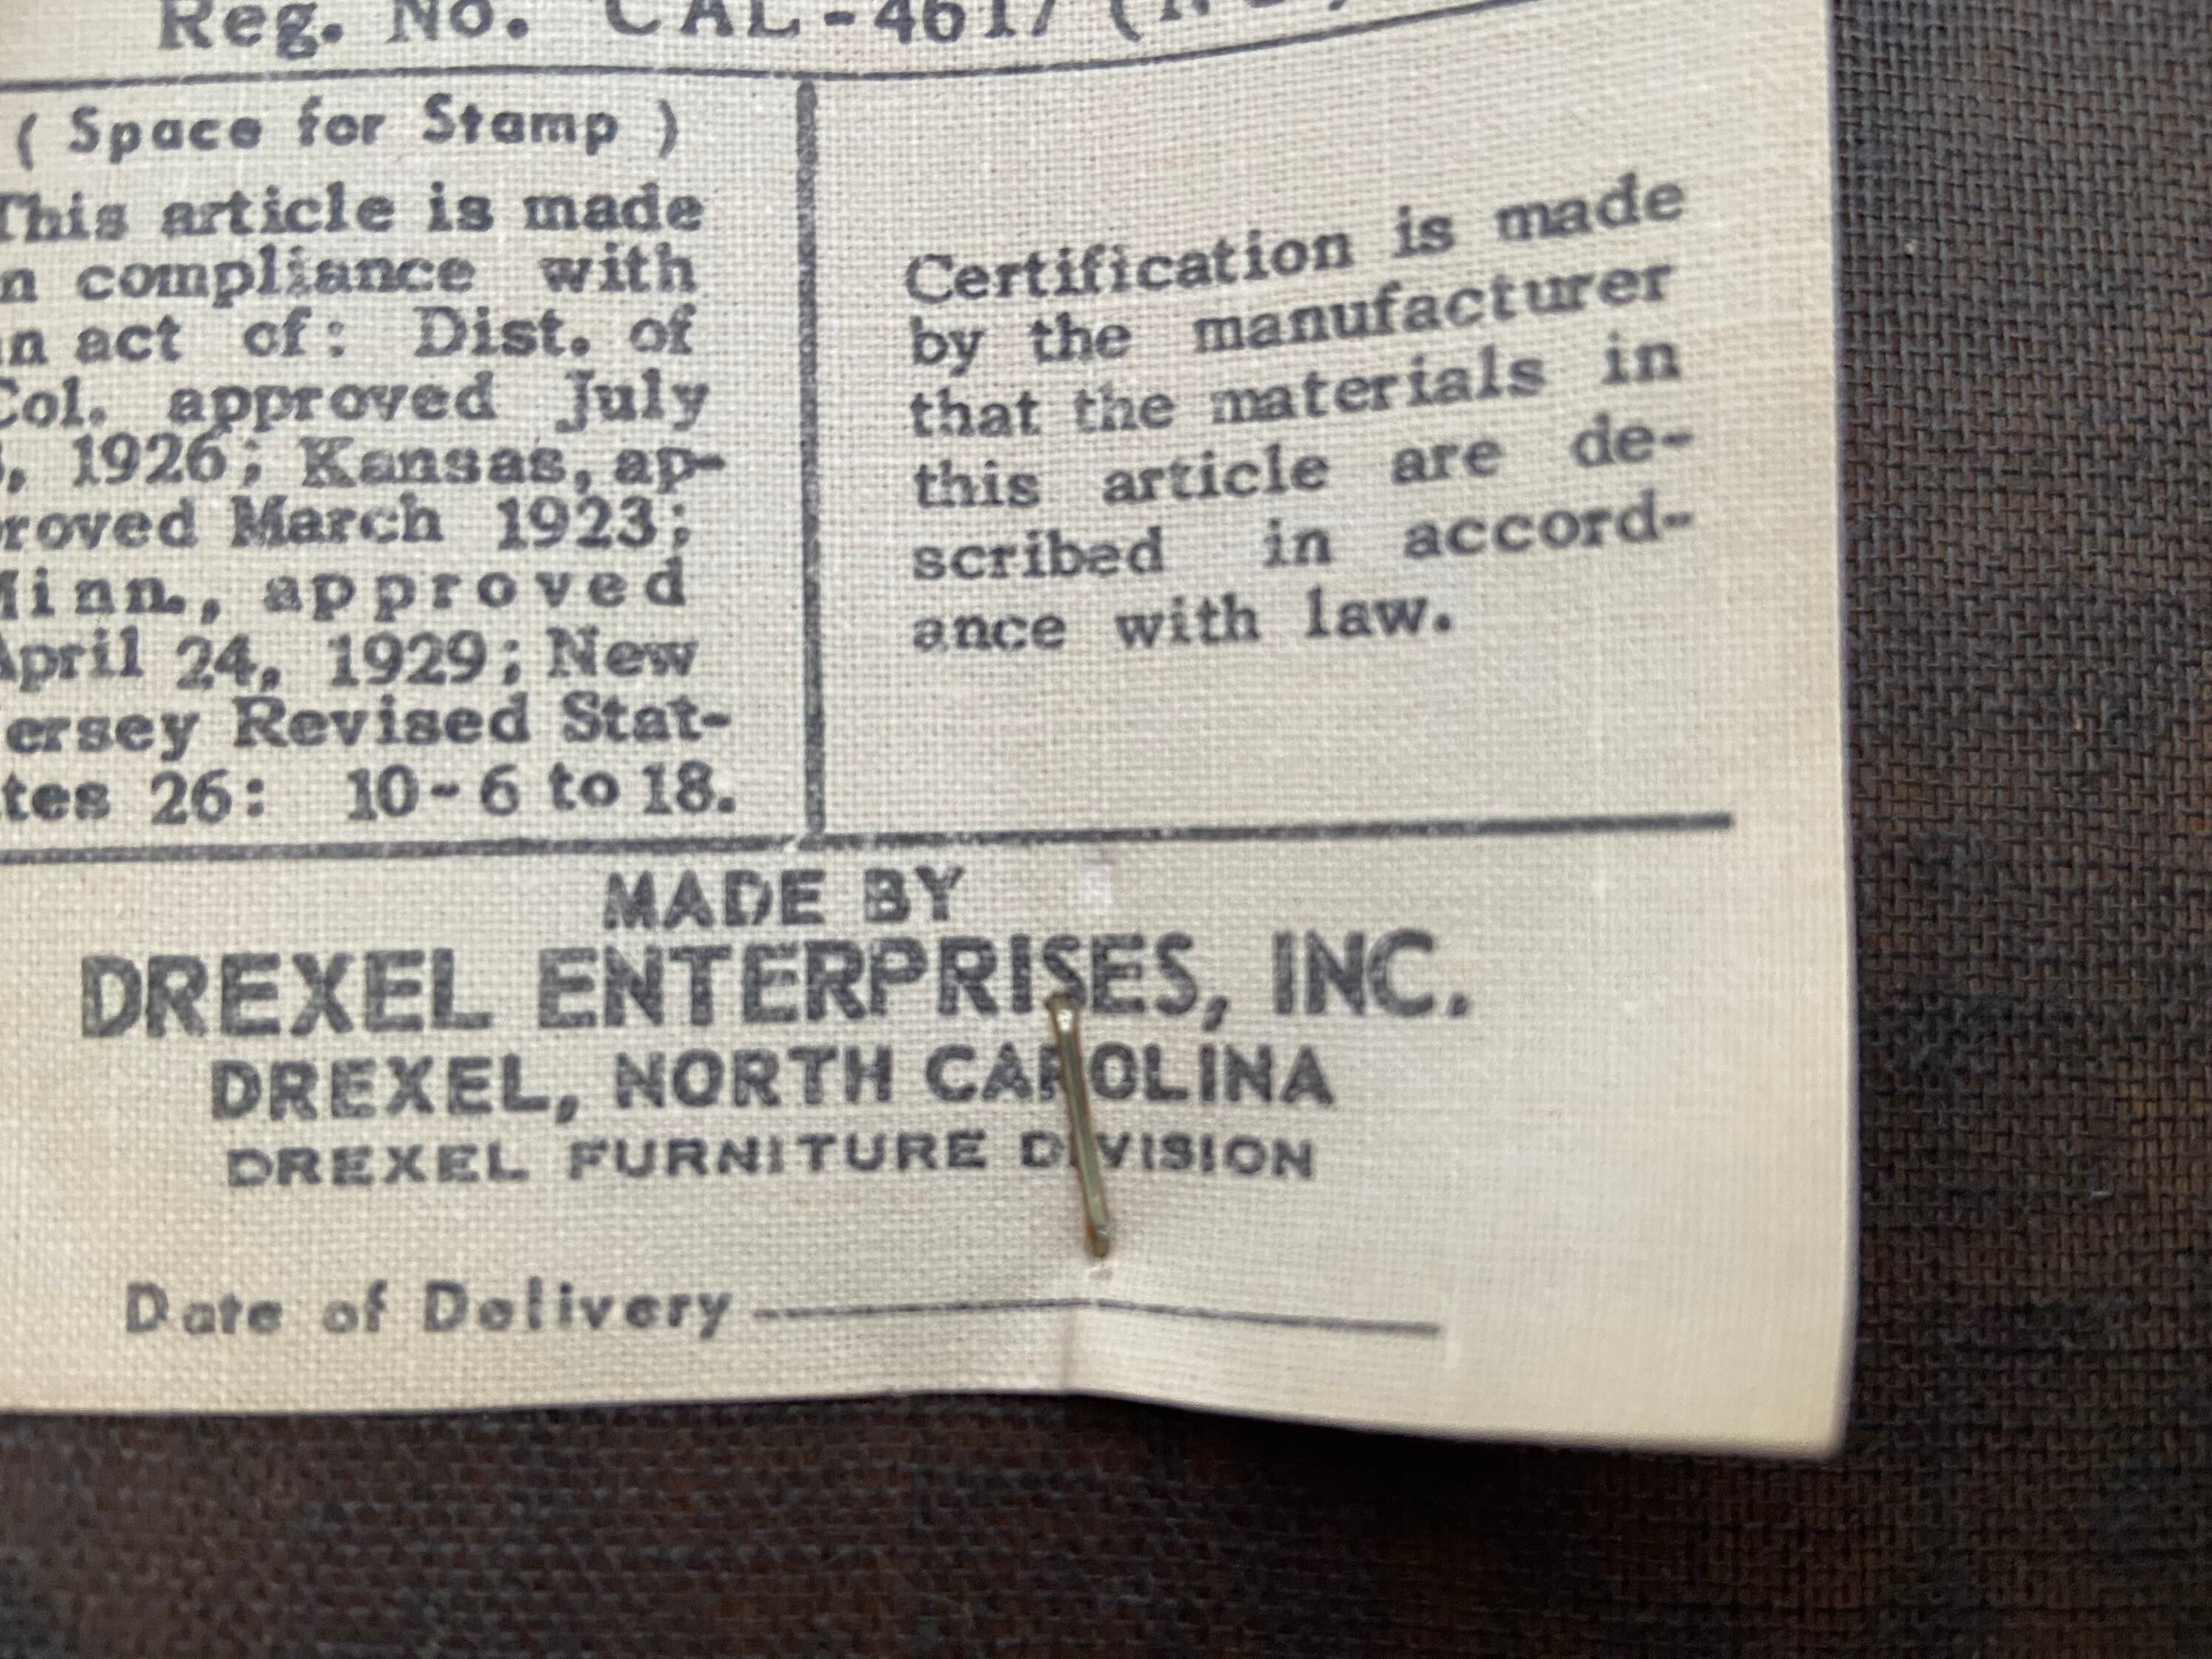 Reg. No. CAL-4617
( Space for Stamp )
This article is made
n compliance with
n act of: Dist. of
Col. approved July
, 1926; Kansas, ap-
roved March 1923;
Minn., approved
April 24, 1929; New
ersey Revised Stat-
tes 26: 10-6 to 18.
Certification is made
by the manufacturer
that the materials in
this article are de-
scribed in accord-
ance with law.
MADE BY
DREXEL ENTERPRISES, INC.
DREXEL, NORTH CAROLINA
DREXEL FURNITURE DIVISION
Date of Delivery